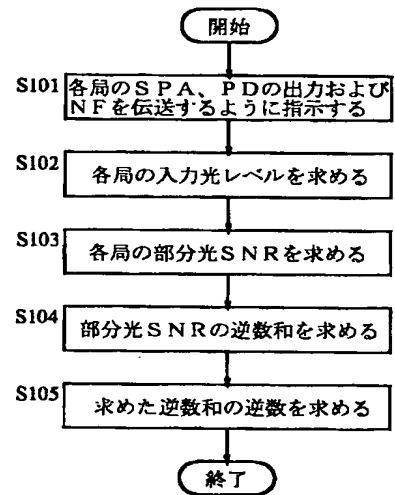 開始
S101
各局のSPA、PDの出力および
NFを伝送するように指示する
S102
各局の入力光レベルを求める
S103
各局の部分光SNRを求める
S104
部分光SNRの逆数和を求める
S105
求めた逆数和の逆数を求める
終了